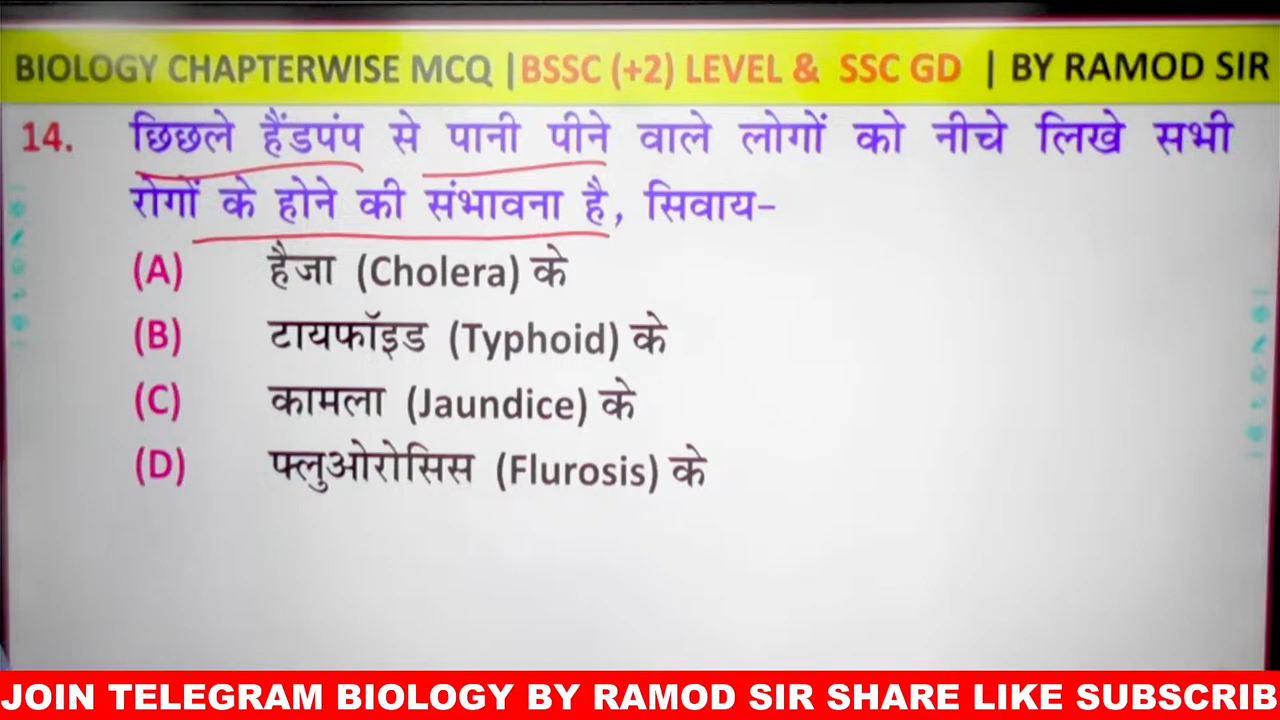 BIOLOGY CHAPTERWISE MCQ |BSSC (+2) LEVEL & SSC GD | BY RAMOD SIR
14. छिछले हैंडपंप से पानी पीने वाले लोगों को नीचे लिखे सभी
रोगों के होने की संभावना है, सिवाय-
(A) हैजा (Cholera) के
(B) टायफॉइड (Typhoid) के
(C) कामला (Jaundice) के
(D) फ्लुओरोसिस (Flurosis) के
JOIN TELEGRAM BIOLOGY BY RAMOD SIR SHARE LIKE SUBSCRIB